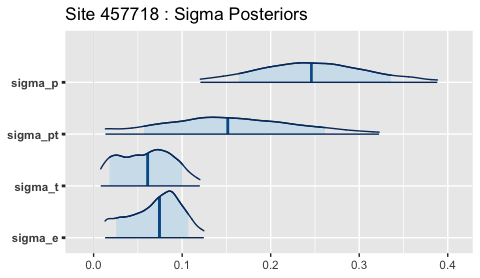 Site 457718 : Sigma Posteriors
sigma_p
sigma_pt
sigma_t
sigma_e
0.0 0.1 0.2 0.3 0.4